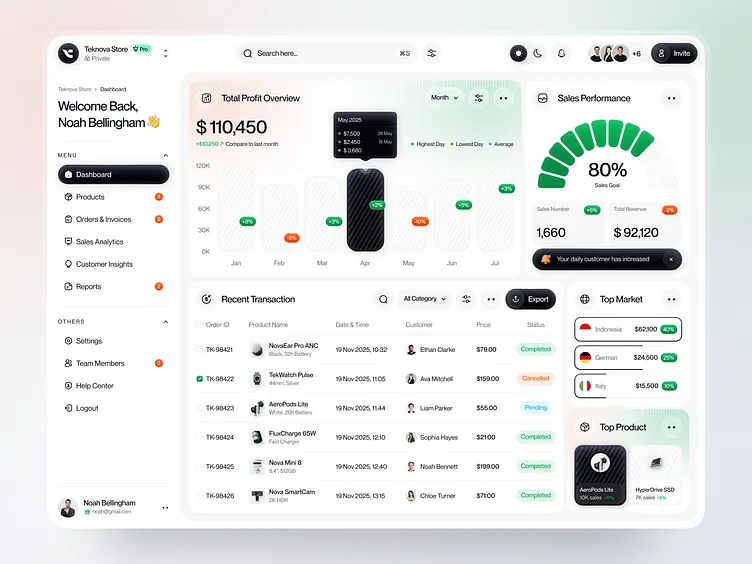 Teknova Store Pro
Private
Search here...
⌘S
+6
Invite
Teknova Store > Dashboard
Welcome Back,
Noah Bellingham 👋
MENU
Dashboard
Products 4
Orders & Invoices 8
Sales Analytics
Customer Insights
Reports 2
OTHERS
Settings
Team Members 3
Help Center
Logout
Noah Bellingham
noah@gmail.com
Total Profit Overview
Month
$ 110,450
+$10,250 ↗ Compare to last month
Highest Day
Lowest Day
Average
May 2025
$7,500 26 May
$2,450 15 May
$ 3,680
120K
90K
60K
30K
0K
+8%
-5%
+2%
+2%
-10%
+5%
+3%
Jan
Feb
Mar
Apr
May
Jun
Jul
Sales Performance
80%
Sales Goal
Sales Number +6%
1,660
Total Revenue -2%
$ 92,120
Your daily customer has increased
Recent Transaction
All Category
Export
Order ID Product Name Date & Time Customer Price Status
TK-98421 NovaEar Pro ANC 19 Nov 2025, 10:32 Ethan Clarke $79.00 Completed
Black, 32h Battery
TK-98422 TekWatch Pulse 19 Nov 2025, 11:05 Ava Mitchell $159.00 Cancelled
44mm, Silver
TK-98423 AeroPods Lite 19 Nov 2025, 11:44 Liam Parker $55.00 Pending
White, 20h Battery
TK-98424 FluxCharge 65W 19 Nov 2025, 12:10 Sophia Hayes $21.00 Completed
Fast Charger
TK-98425 Nova Mini 8 19 Nov 2025, 12:40 Noah Bennett $199.00 Completed
8.4", 512GB
TK-98426 Nova SmartCam 19 Nov 2025, 13:15 Chloe Turner $71.00 Completed
2K HDR
Top Market
Indonesia $62,100 40%
German $24,500 25%
Italy $15,500 10%
Top Product
AeroPods Lite
10K sales +17%
HyperDrive SSD
7K sales +8%